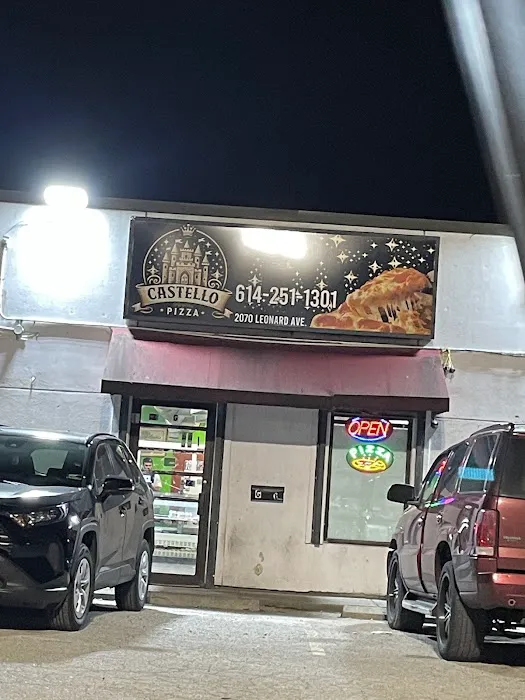 CASTELLO
PIZZA
614-251-1301
2070 LEONARD AVE.
OPEN
PIZZA